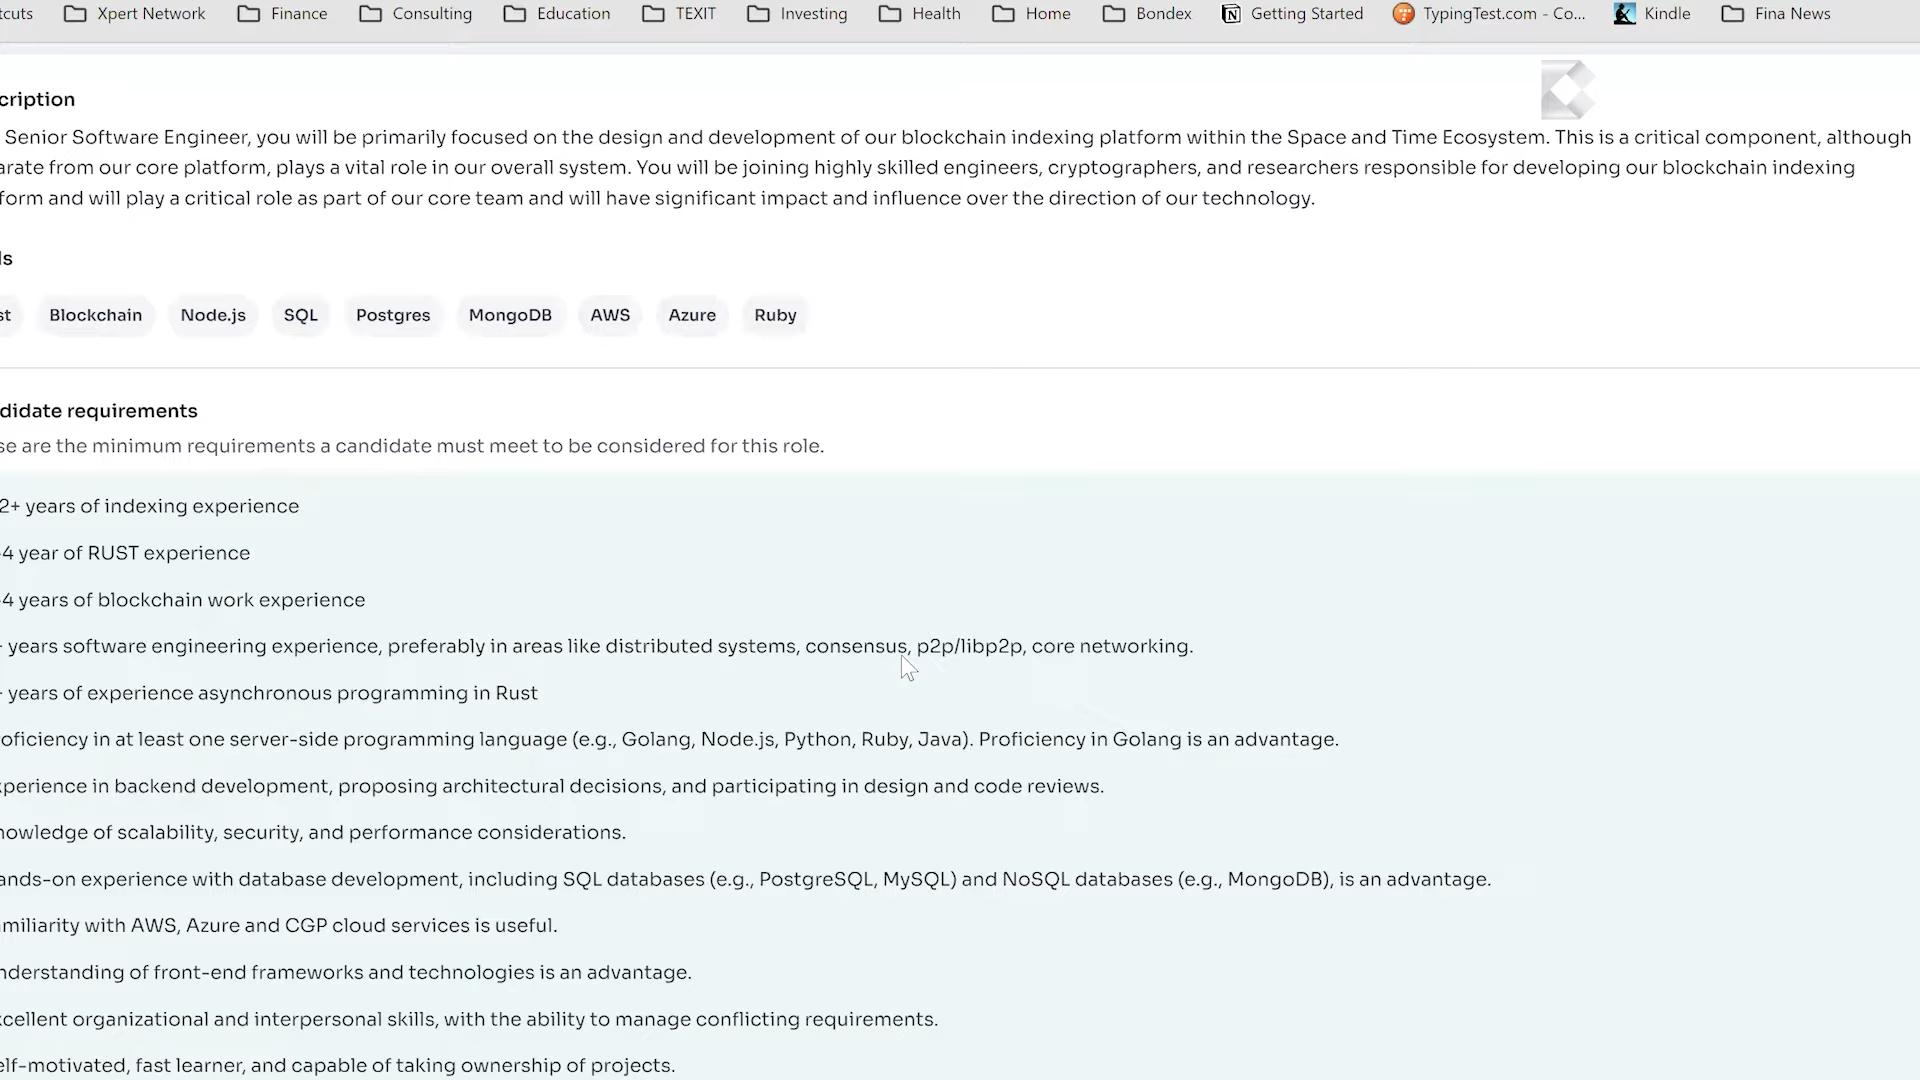 tcuts Xpert Network Finance Consulting Education TEXIT Investing Health Home Bondex Getting Started TypingTest.com - Co... Kindle Fina News
cription
Senior Software Engineer, you will be primarily focused on the design and development of our blockchain indexing platform within the Space and Time Ecosystem. This is a critical component, although
arate from our core platform, plays a vital role in our overall system. You will be joining highly skilled engineers, cryptographers, and researchers responsible for developing our blockchain indexing
form and will play a critical role as part of our core team and will have significant impact and influence over the direction of our technology.
ls
st Blockchain Node.js SQL Postgres MongoDB AWS Azure Ruby
didate requirements
se are the minimum requirements a candidate must meet to be considered for this role.
2+ years of indexing experience
-4 year of RUST experience
-4 years of blockchain work experience
+ years software engineering experience, preferably in areas like distributed systems, consensus, p2p/libp2p, core networking.
+ years of experience asynchronous programming in Rust
oficiency in at least one server-side programming language (e.g., Golang, Node.js, Python, Ruby, Java). Proficiency in Golang is an advantage.
xperience in backend development, proposing architectural decisions, and participating in design and code reviews.
nowledge of scalability, security, and performance considerations.
ands-on experience with database development, including SQL databases (e.g., PostgreSQL, MySQL) and NoSQL databases (e.g., MongoDB), is an advantage.
amiliarity with AWS, Azure and CGP cloud services is useful.
nderstanding of front-end frameworks and technologies is an advantage.
xcellent organizational and interpersonal skills, with the ability to manage conflicting requirements.
elf-motivated, fast learner, and capable of taking ownership of projects.